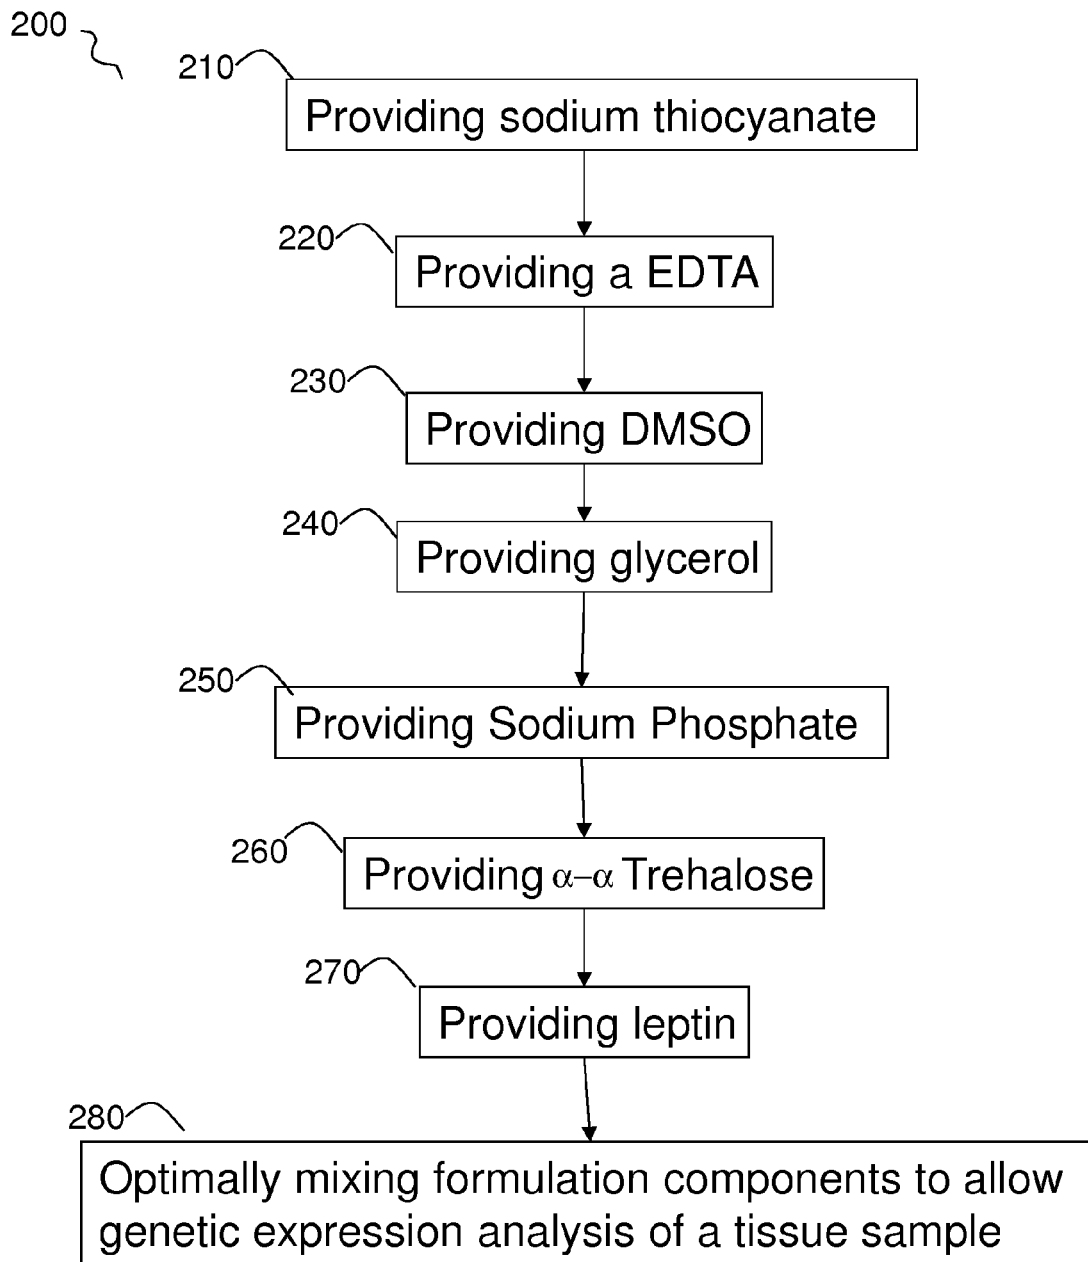 200
210
Providing sodium thiocyanate
220
Providing a EDTA
230
Providing DMSO
240
Providing glycerol
250
Providing Sodium Phosphate
260
Providing α–α Trehalose
270
Providing leptin
280
Optimally mixing formulation components to allow
genetic expression analysis of a tissue sample